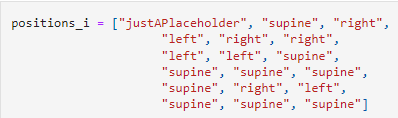 positions_i = ["justAPlaceholder", "supine", "right",
"left", "right", "right",
"left", "left", "supine",
"supine", "supine", "supine",
"supine", "right", "left",
"supine", "supine", "supine"]